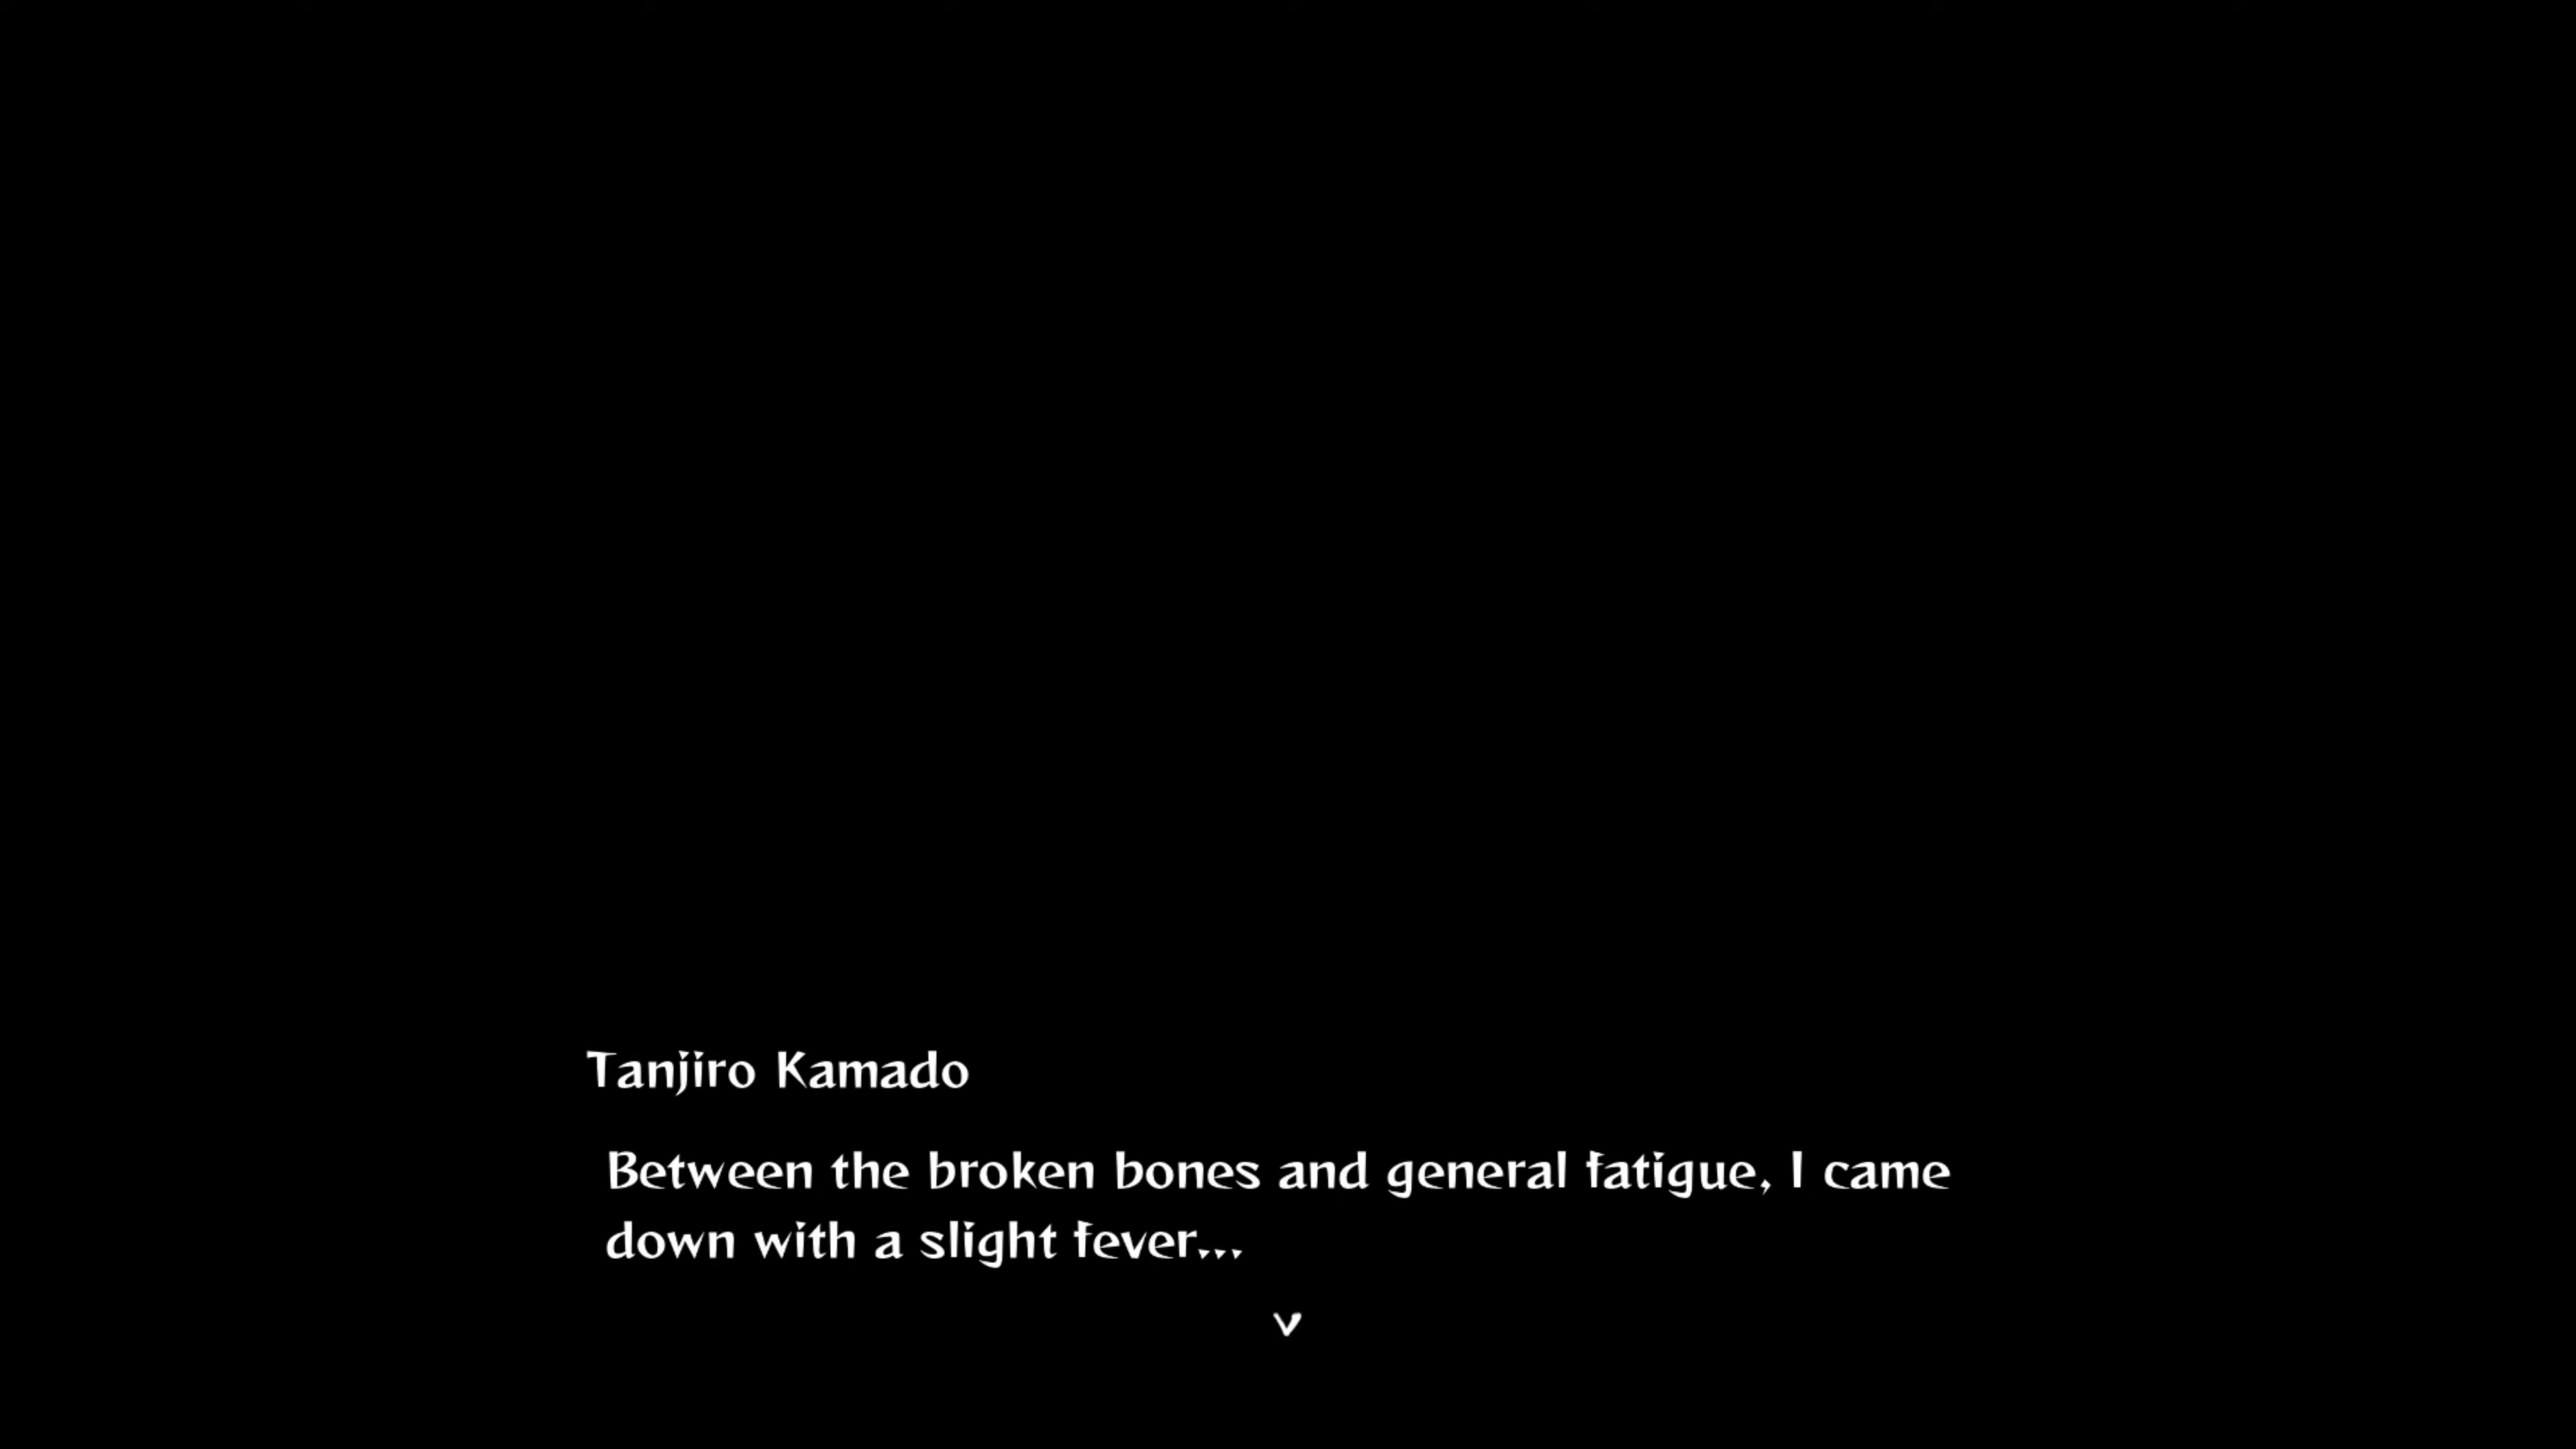 Tanjiro Kamado
Between the broken bones and general fatigue, I came
down with a slight fever...